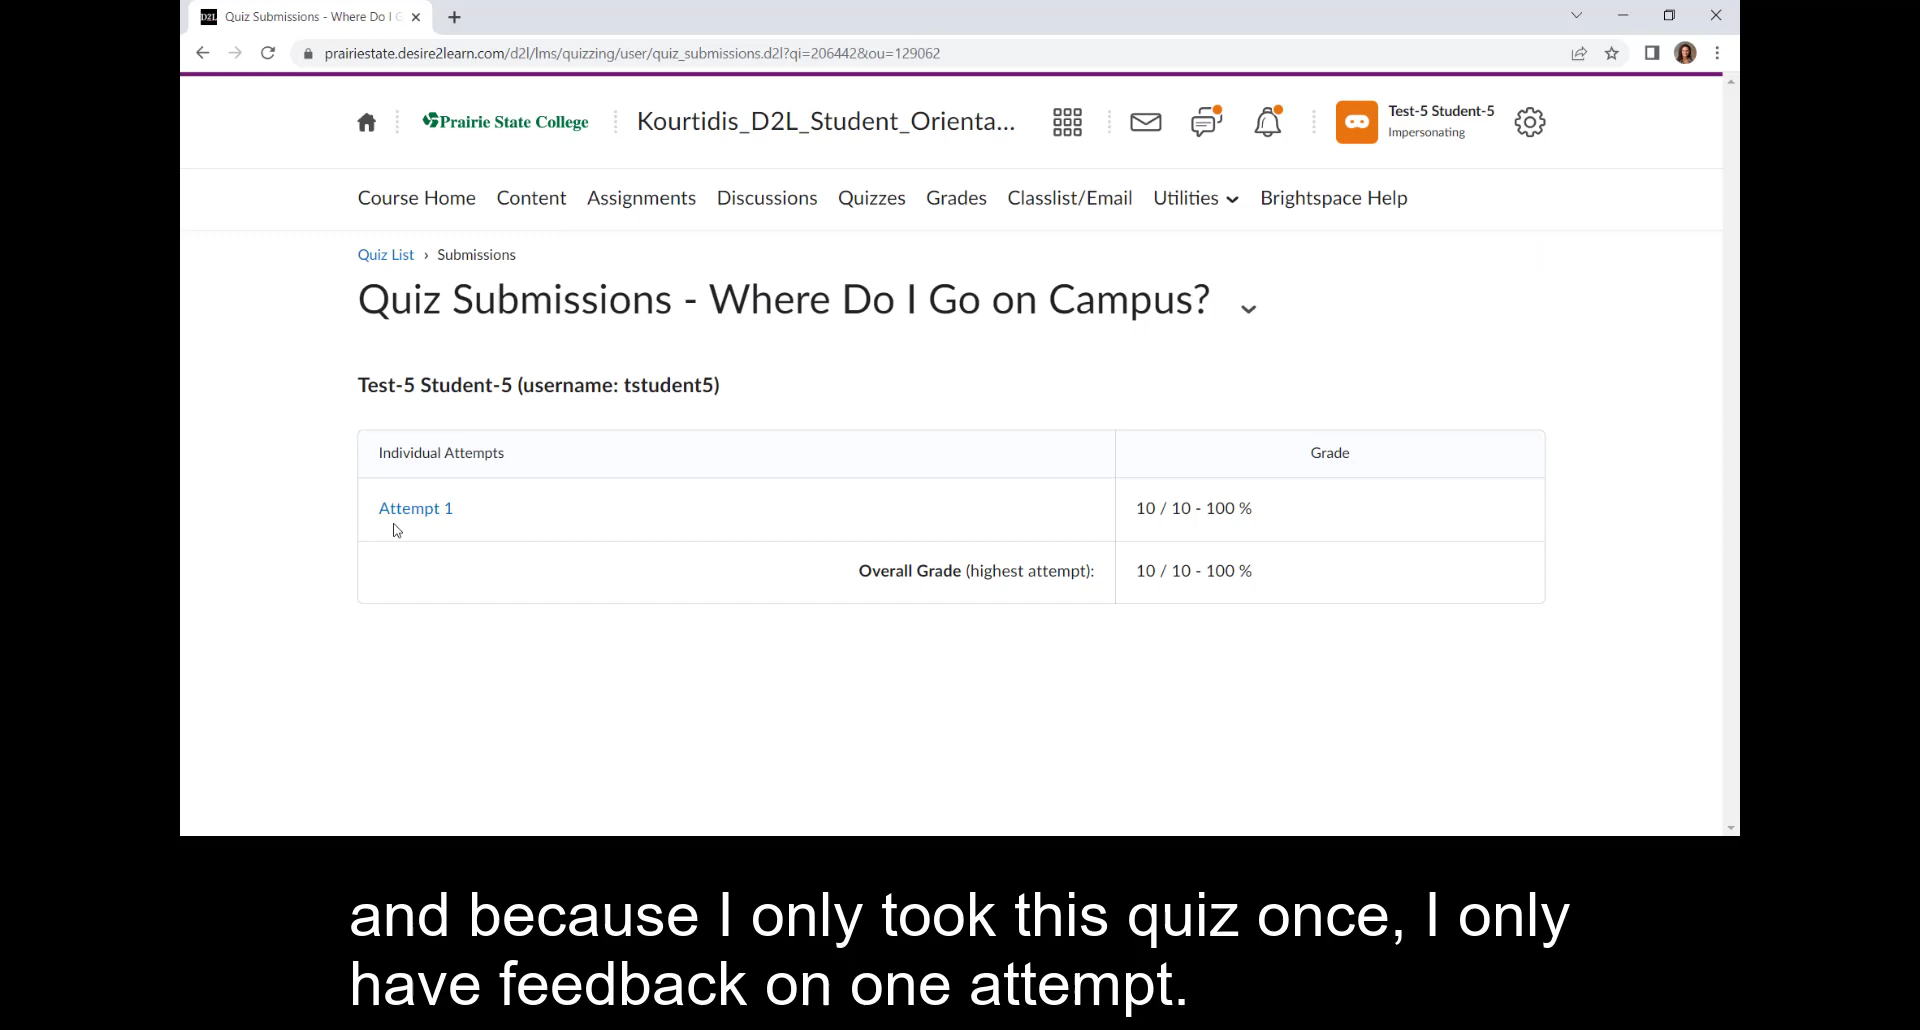 D2L Quiz Submissions - Where Do I G
prairiestate.desire2learn.com/d2l/lms/quizzing/user/quiz_submissions.d2l?qi=206442&ou=129062
Prairie State College
Kourtidis_D2L_Student_Orienta...
Test-5 Student-5
Impersonating
Course Home Content Assignments Discussions Quizzes Grades Classlist/Email Utilities Brightspace Help
Quiz List › Submissions
Quiz Submissions - Where Do I Go on Campus?
Test-5 Student-5 (username: tstudent5)
Individual Attempts Grade
Attempt 1 10 / 10 - 100 %
Overall Grade (highest attempt): 10 / 10 - 100 %
and because I only took this quiz once, I only
have feedback on one attempt.